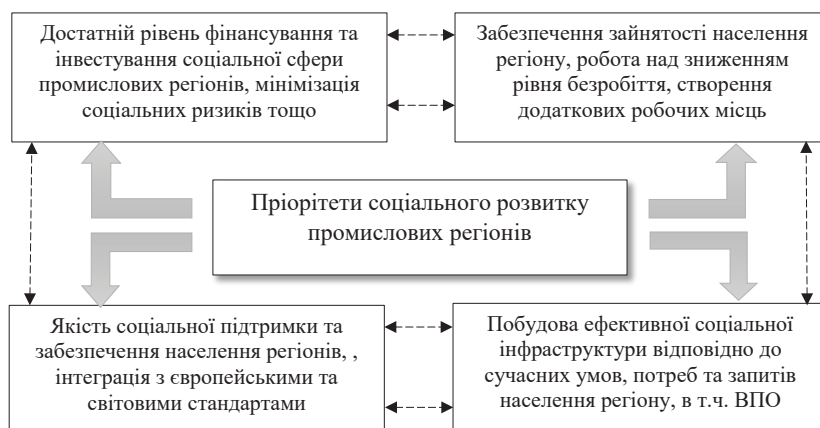 Достатній рівень фінансування та
інвестування соціальної сфери
промислових регіонів, мінімізація
соціальних ризиків тощо
Забезпечення зайнятості населення
регіону, робота над зниженням
рівня безробіття, створення
додаткових робочих місць
Пріорітети соціального розвитку
промислових регіонів
Якість соціальної підтримки та
забезпечення населення регіонів, ,
інтеграція з європейськими та
світовими стандартами
Побудова ефективної соціальної
інфраструктури відповідно до
сучасних умов, потреб та запитів
населення регіону, в т.ч. ВПО